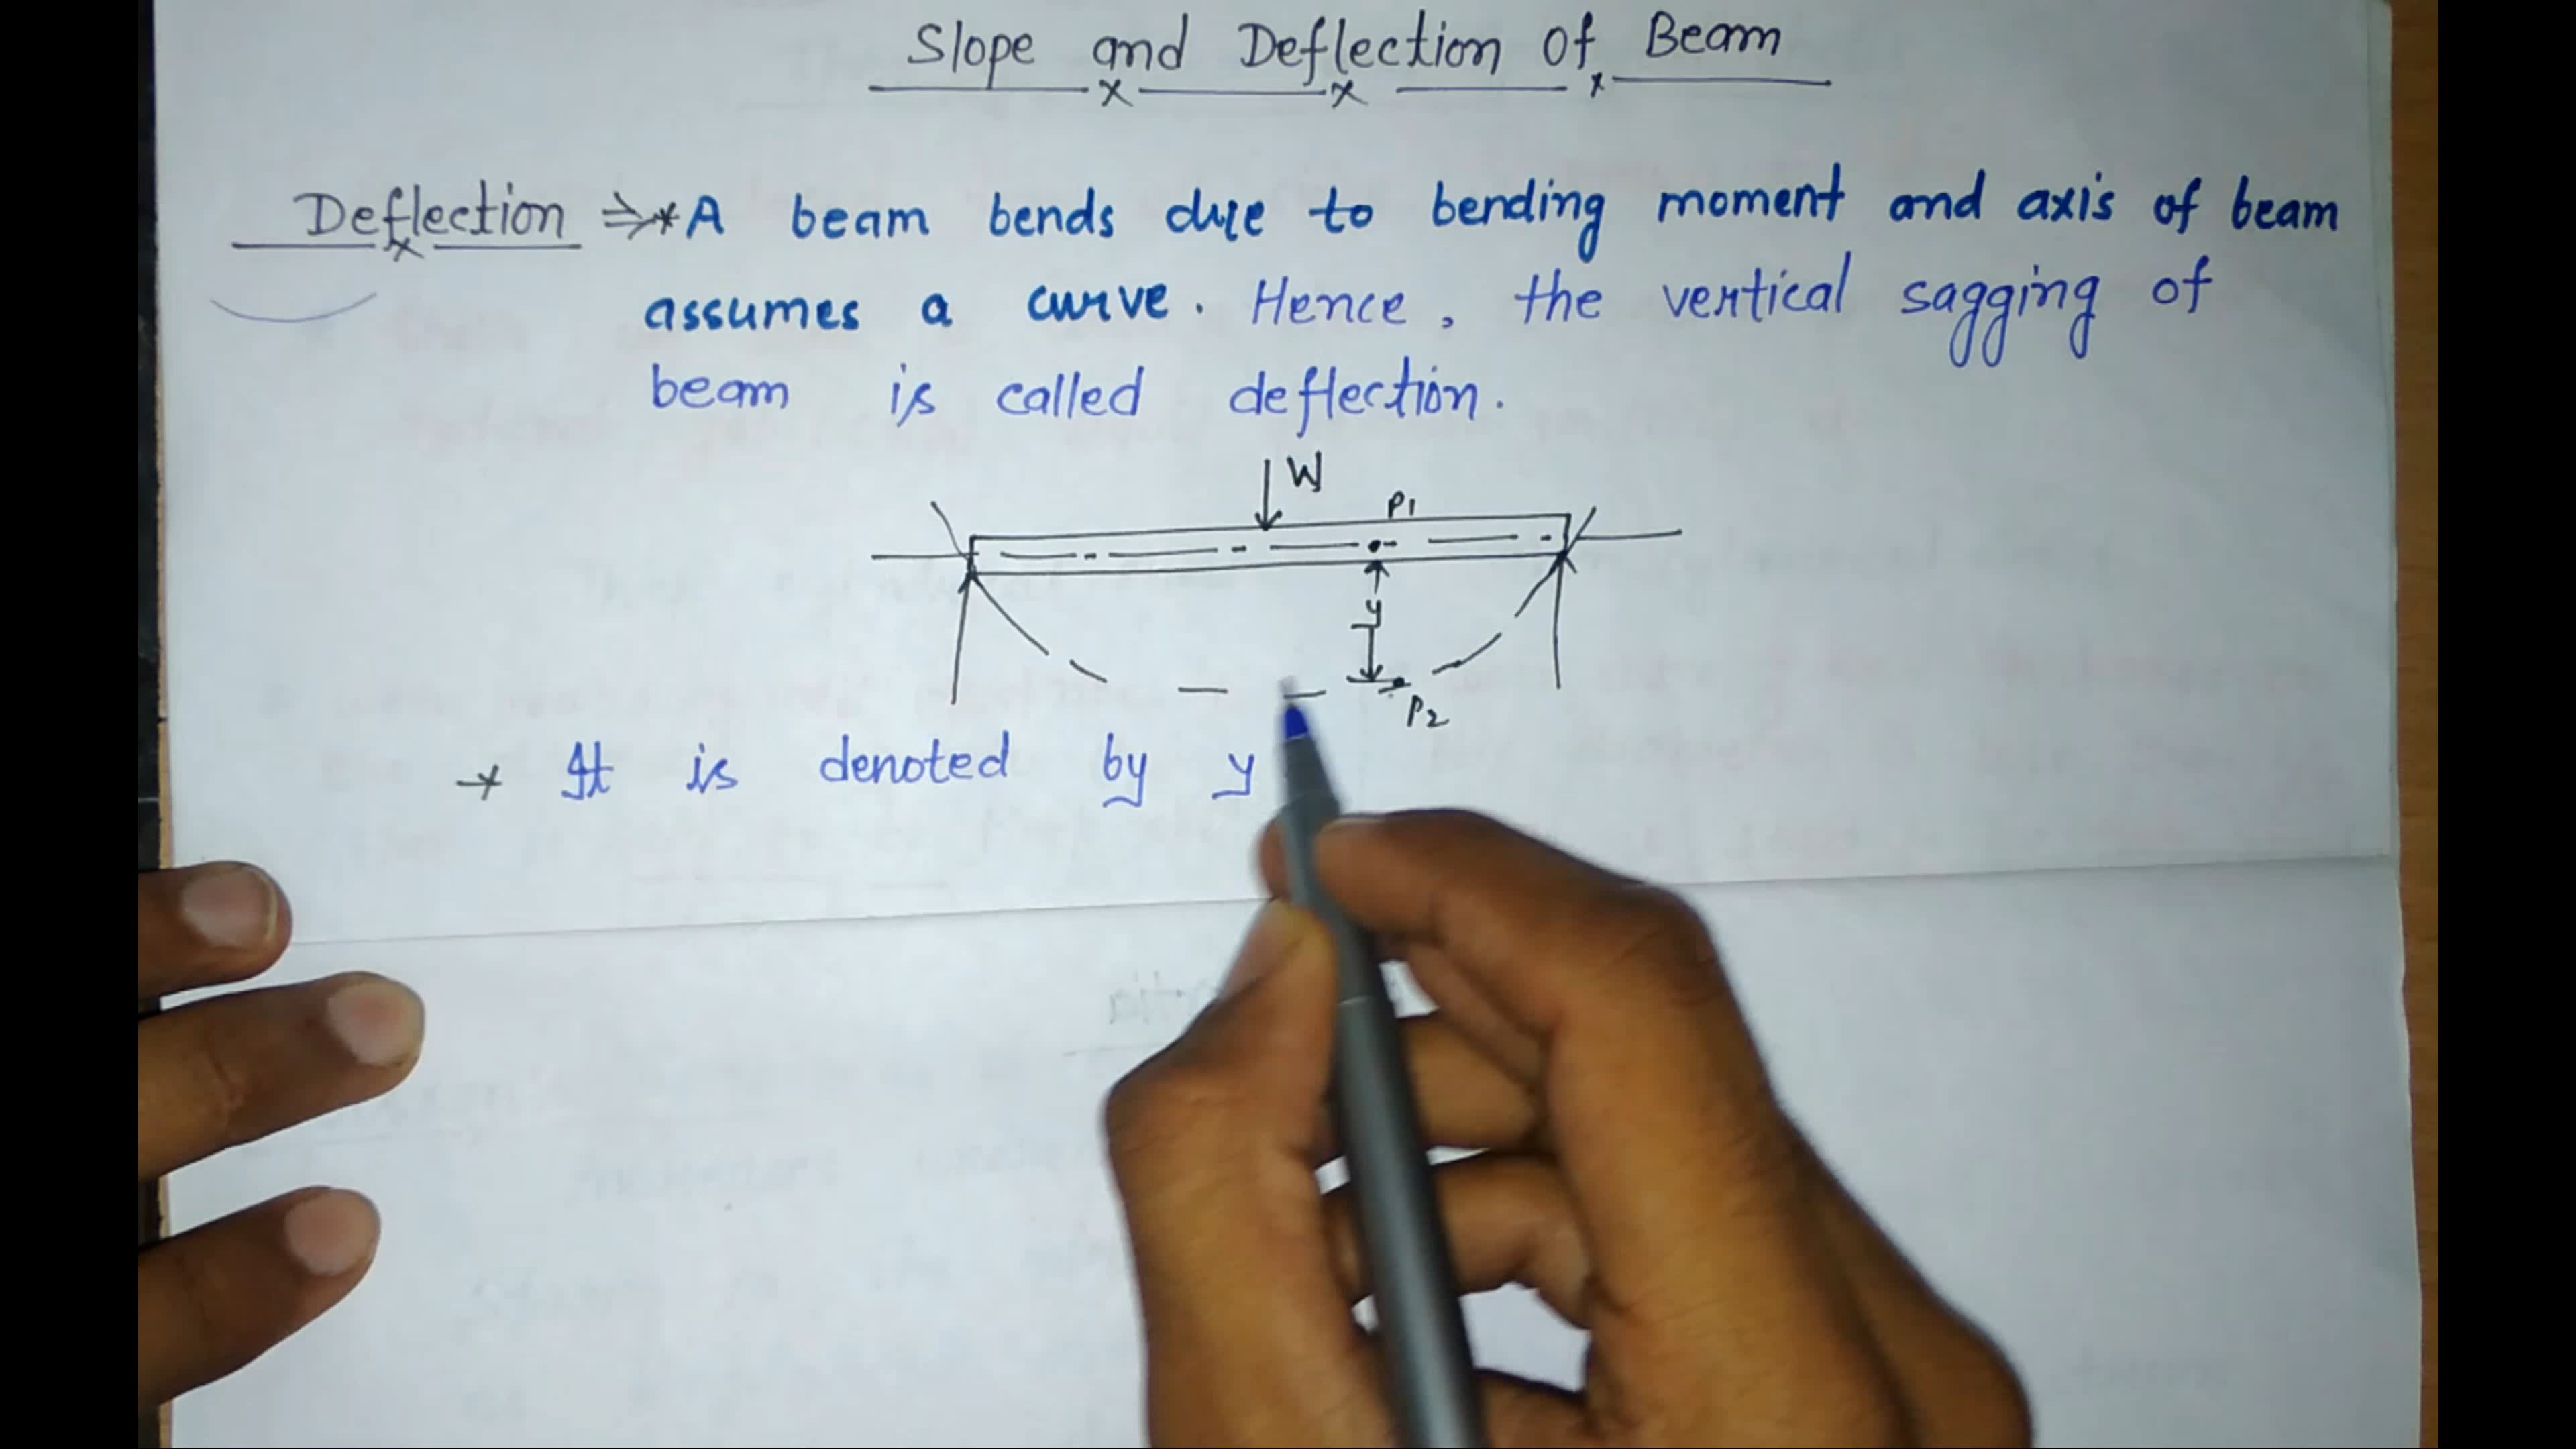 Slope and Deflection Of Beam
Deflection ⇒ * A beam bends due to bending moment and axis of beam
assumes a curve. Hence, the vertical sagging of
beam is called deflection.
W
P1
y
P2
* It is denoted by y